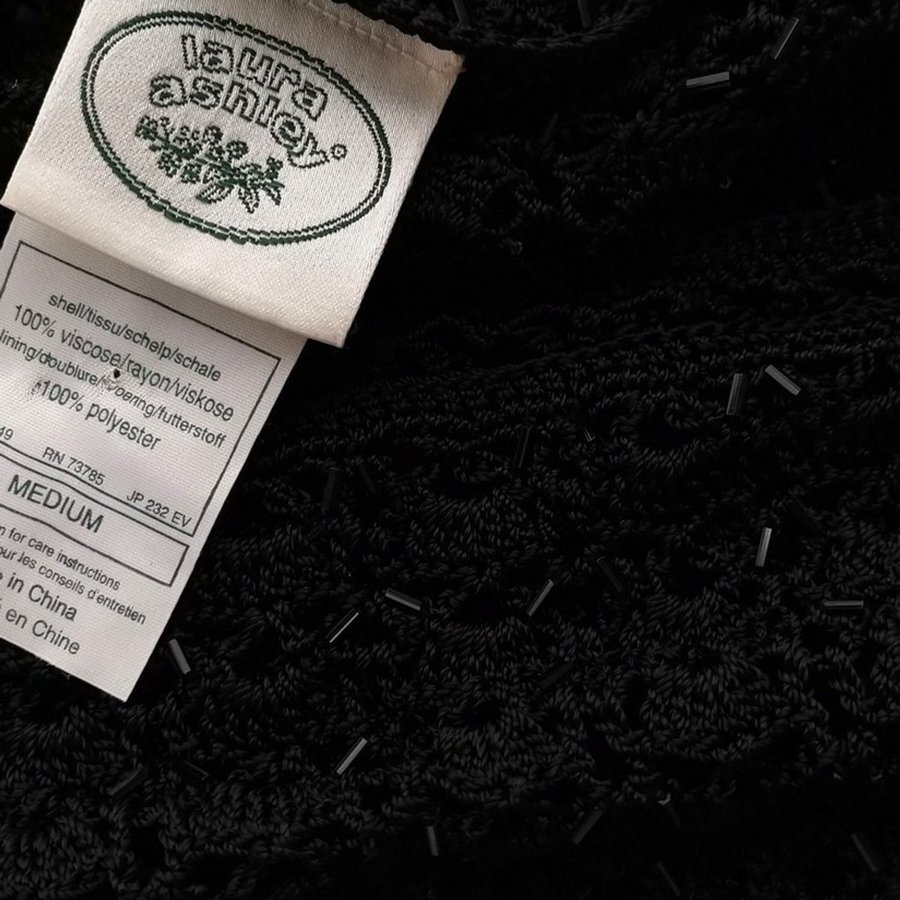 laura
ashley
shell/tissu/schelp/schale
100% viscose/rayon/viskose
lining/doublure/voering/futterstoff
100% polyester
49 RN 73785 JP 232 EV
MEDIUM
for care instructions
pour les conseils d'entretien
in China
en Chine